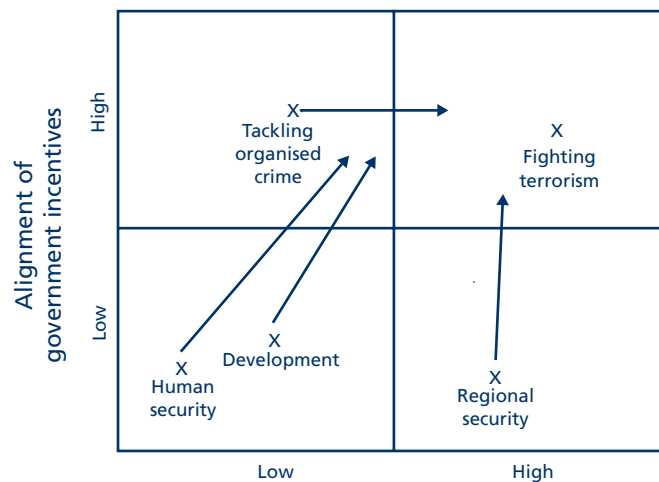 Alignment of
government incentives
High
Low
X
Tackling
organised
crime
X
Fighting
terrorism
X
Development
X
Human
security
X
Regional
security
Low
High